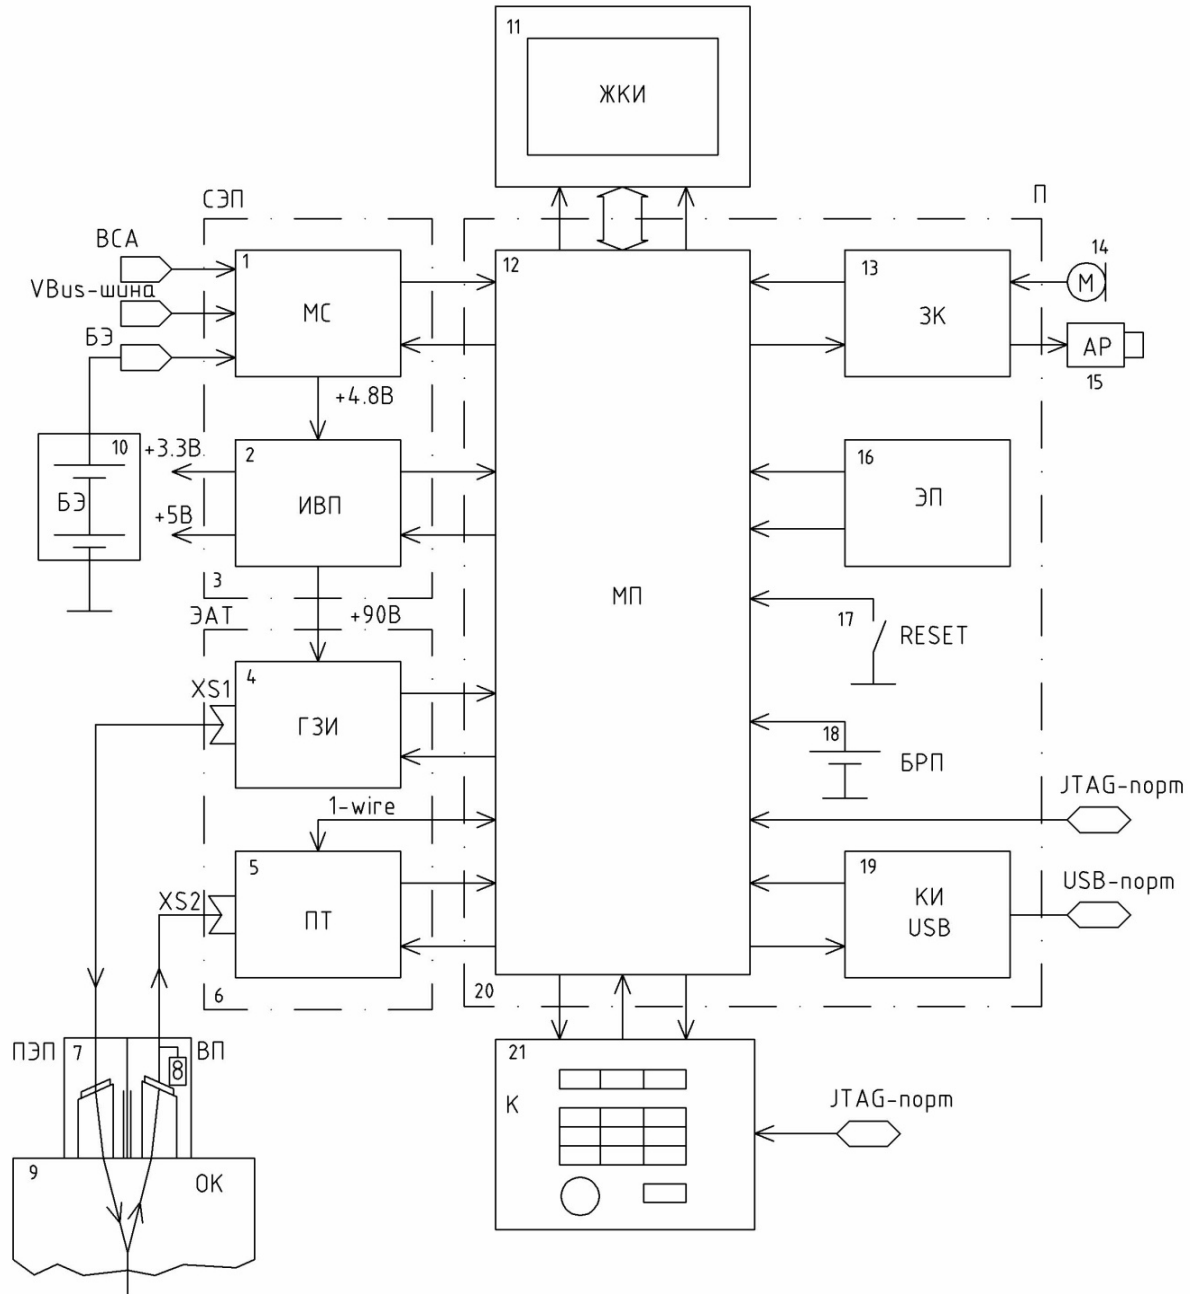 11
ЖКИ
СЭП
П
ВСА
VBus-шина
БЭ
1
МС
12
МП
13
ЗК
14
М
АР
15
+4.8В
10
БЭ
+3.3В
+5В
2
ИВП
3
16
ЭП
17
RESET
ЭАТ
+90В
XS1
4
ГЗИ
18
БРП
1-wire
JTAG-порт
XS2
5
ПТ
6
19
КИ
USB
USB-порт
20
ПЭП
7
8
ВП
9
ОК
21
К
JTAG-порт